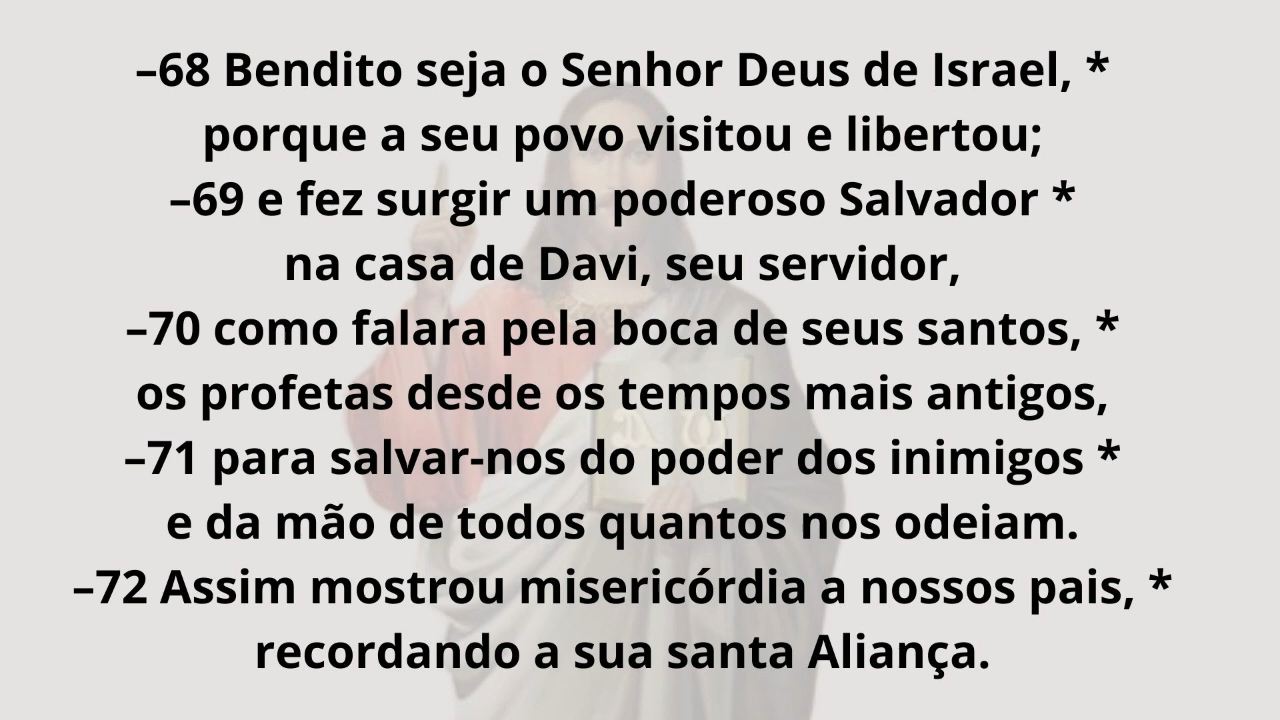 –68 Bendito seja o Senhor Deus de Israel, *
porque a seu povo visitou e libertou;
–69 e fez surgir um poderoso Salvador *
na casa de Davi, seu servidor,
–70 como falara pela boca de seus santos, *
os profetas desde os tempos mais antigos,
–71 para salvar-nos do poder dos inimigos *
e da mão de todos quantos nos odeiam.
–72 Assim mostrou misericórdia a nossos pais, *
recordando a sua santa Aliança.